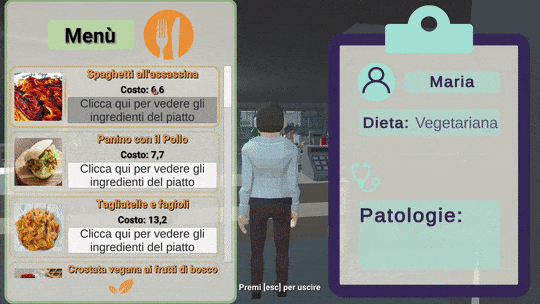 Menù
Spaghetti all'assassina
Costo: 6,6
Clicca qui per vedere gli
ingredienti del piatto
Panino con il Pollo
Costo: 7,7
Clicca qui per vedere gli
ingredienti del piatto
Tagliatelle e fagioli
Costo: 13,2
Clicca qui per vedere gli
ingredienti del piatto
Crostata vegana ai frutti di bosco
Premi [esc] per uscire
Maria
Dieta: Vegetariana
Patologie: